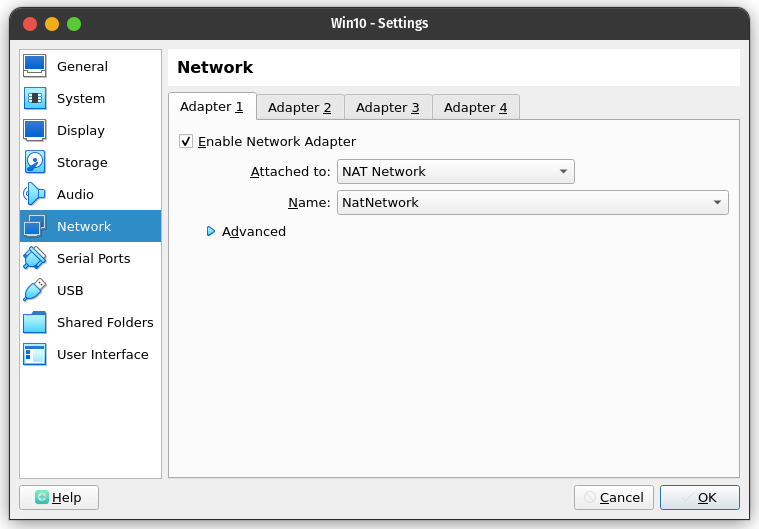 Win10 - Settings
General
System
Display
Storage
Audio
Network
Serial Ports
USB
Shared Folders
User Interface
Network
Adapter 1 Adapter 2 Adapter 3 Adapter 4
Enable Network Adapter
Attached to: NAT Network
Name: NatNetwork
Advanced
Help Cancel OK